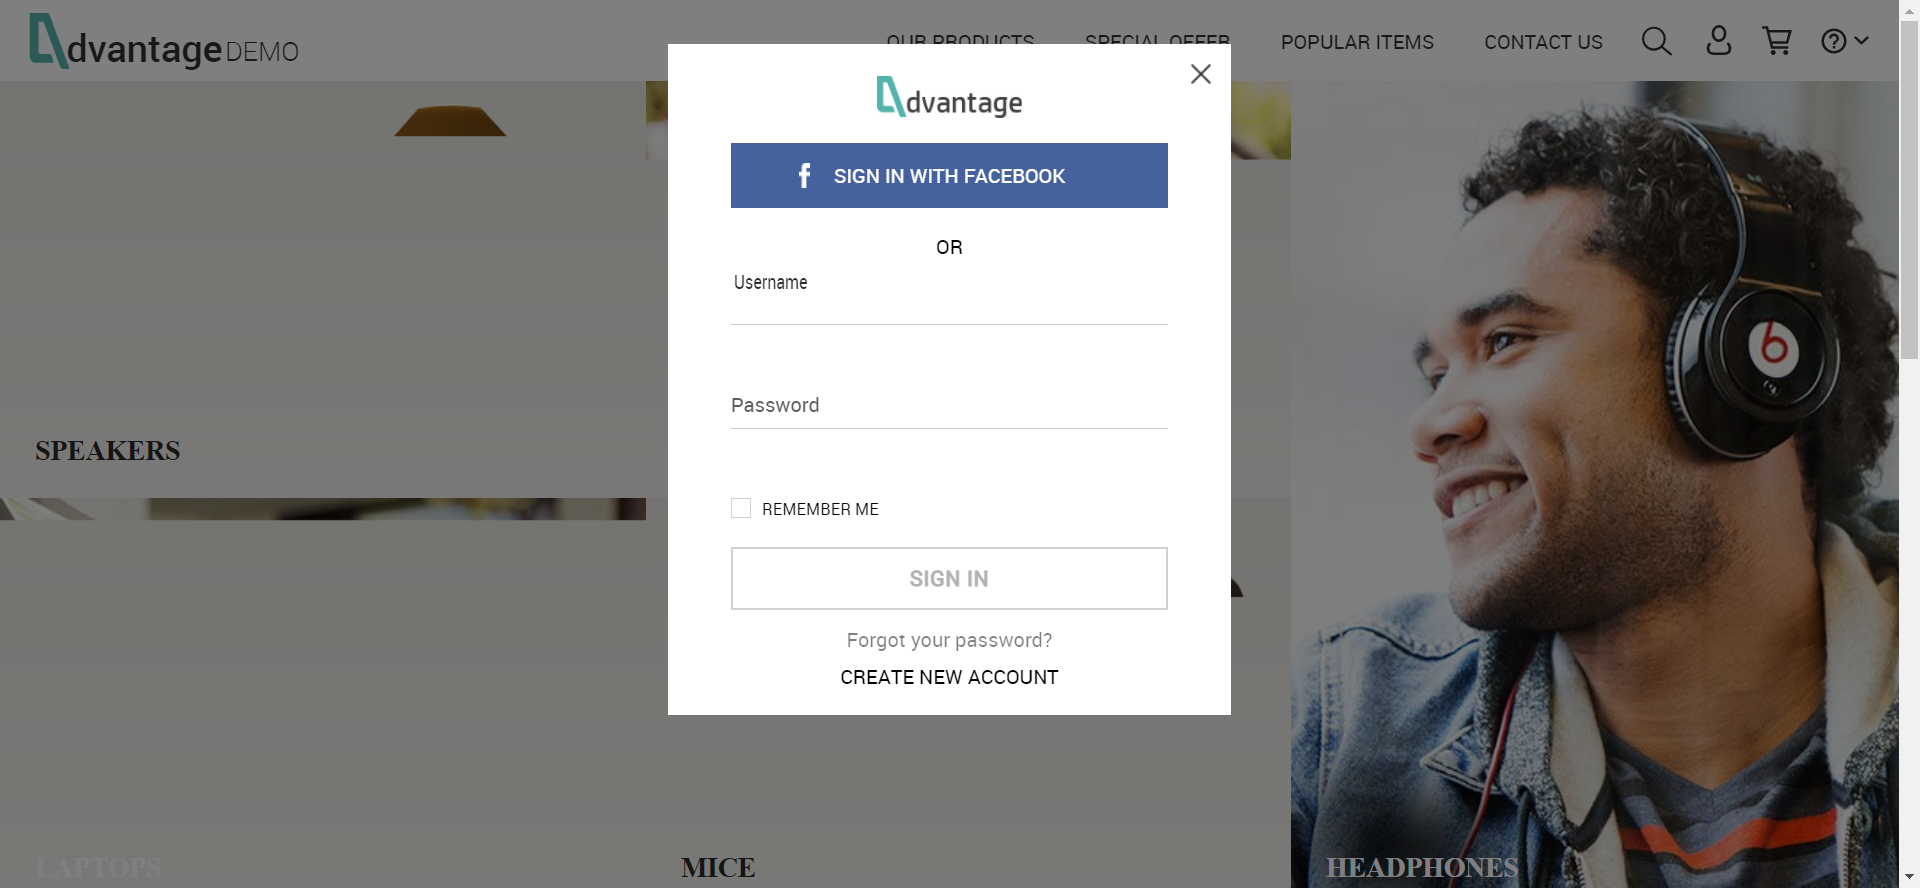 dvantage DEMO
OUR PRODUCTS
SPECIAL OFFER
POPULAR ITEMS
CONTACT US
dvantage
SIGN IN WITH FACEBOOK
OR
Username
Password
REMEMBER ME
SIGN IN
Forgot your password?
CREATE NEW ACCOUNT
SPEAKERS
LAPTOPS
MICE
HEADPHONES